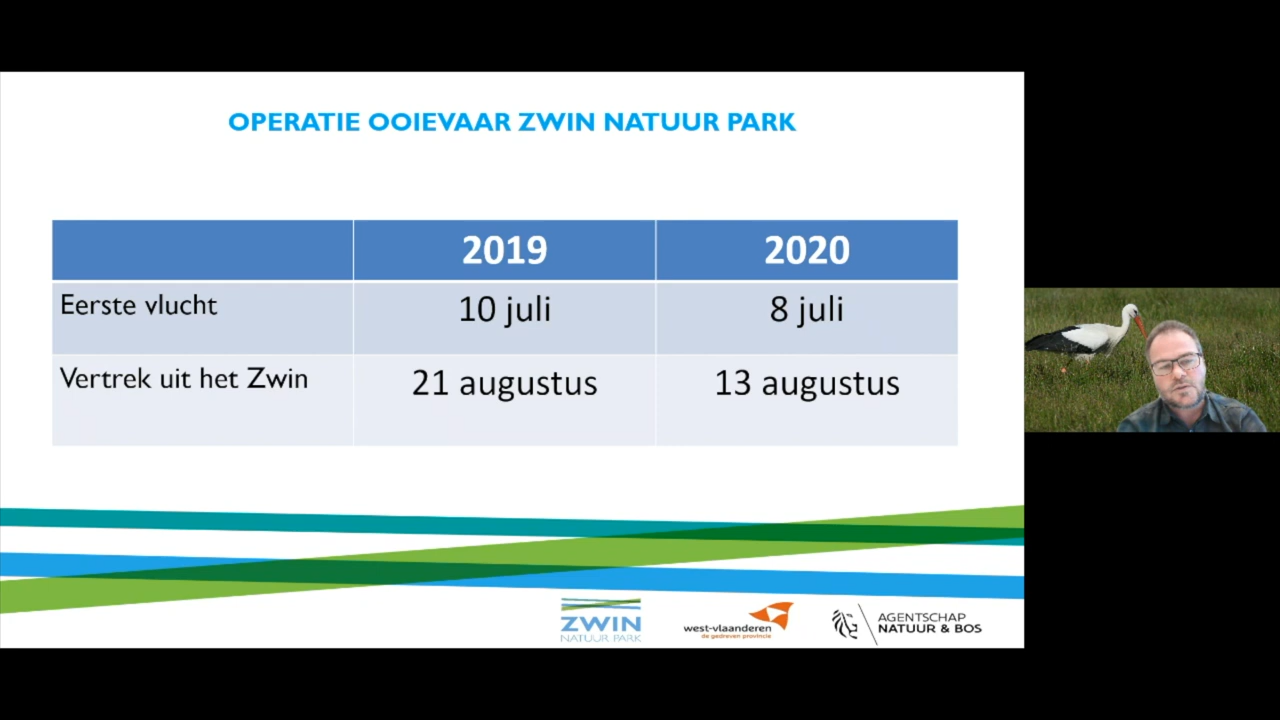 OPERATIE OOIEVAAR ZWIN NATUUR PARK
2019 2020
Eerste vlucht 10 juli 8 juli
Vertrek uit het Zwin 21 augustus 13 augustus
ZWIN
NATUUR PARK
west-vlaanderen
de gedreven provincie
AGENTSCHAP
NATUUR & BOS